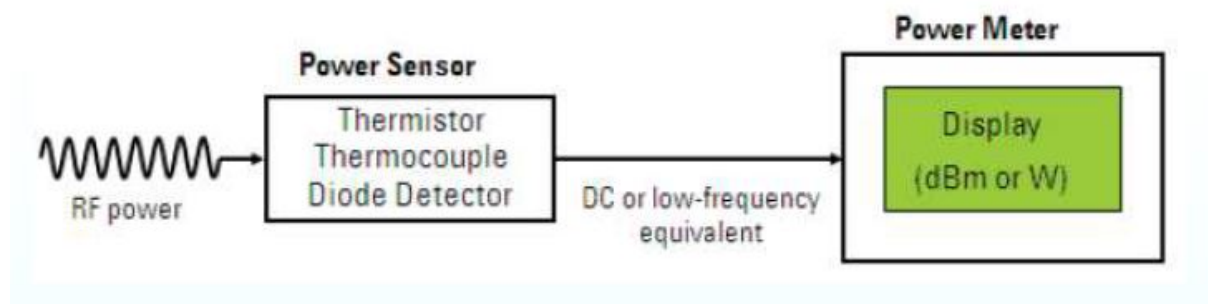 Power Meter
Power Sensor
Thermistor
Thermocouple
Diode Detector
RF power
DC or low-frequency
equivalent
Display
(dBm or W)